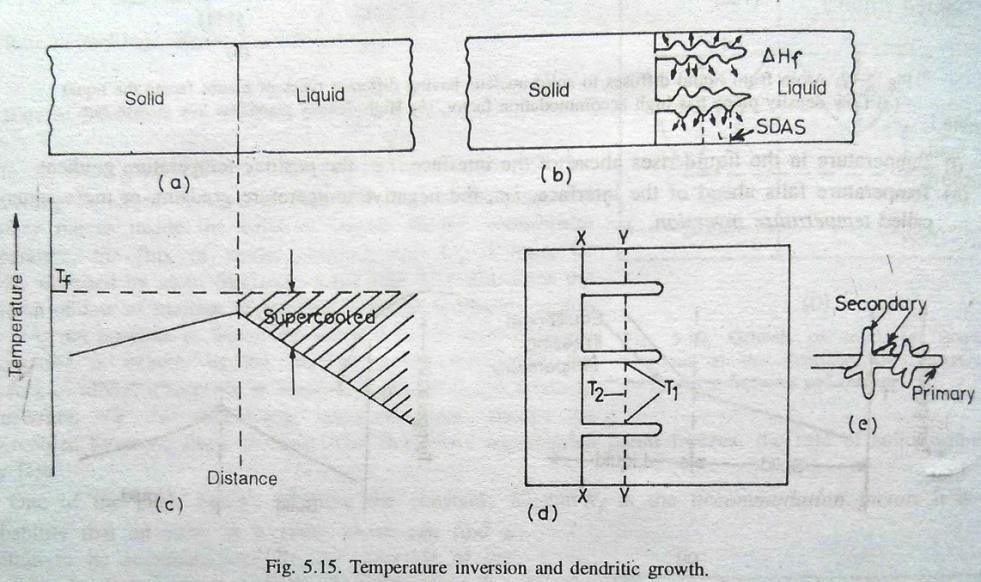 Solid
Liquid
(a)
Solid
ΔHf
Liquid
SDAS
(b)
Temperature
Tf
Supercooled
Distance
(c)
X
Y
T2
T1
X
Y
(d)
Secondary
Primary
(e)
Fig. 5.15. Temperature inversion and dendritic growth.